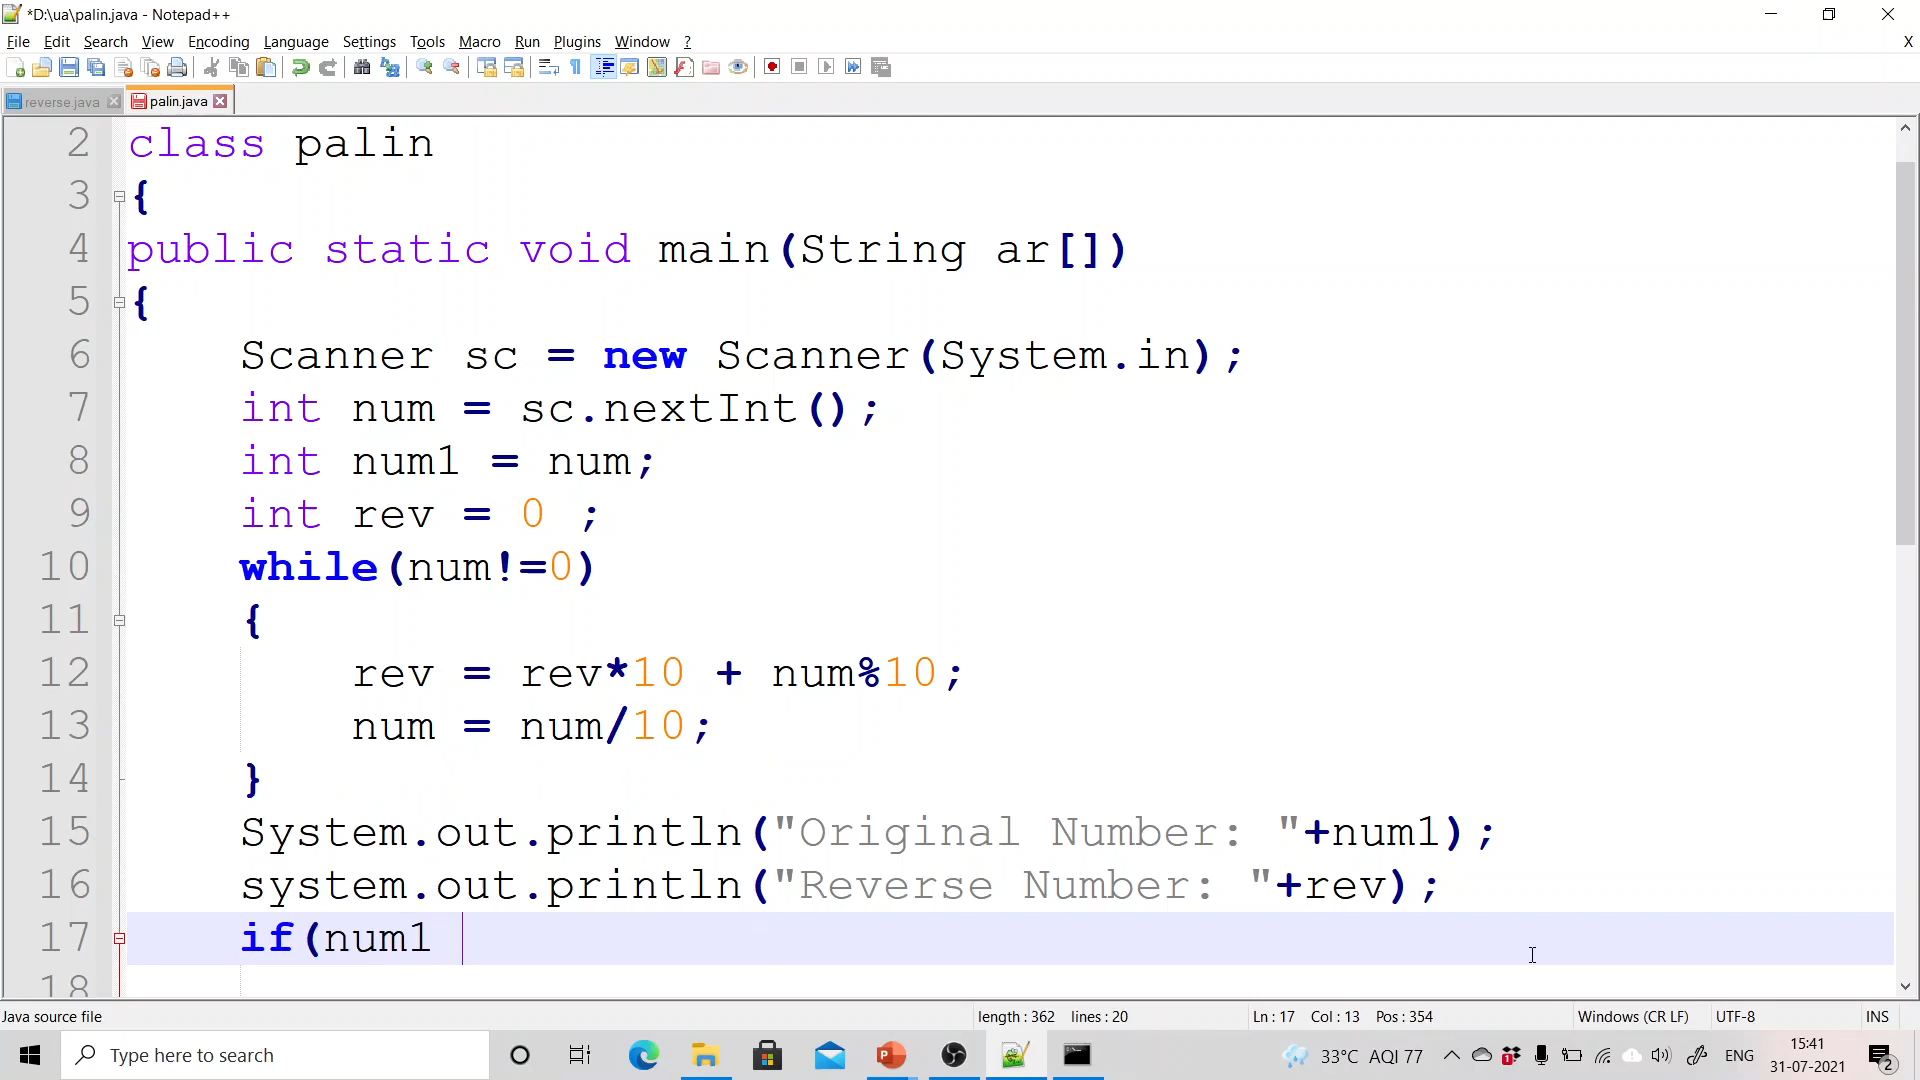 *D:\ua\palin.java - Notepad++
File Edit Search View Encoding Language Settings Tools Macro Run Plugins Window ? X
reverse.java palin.java
2 class palin
3 {
4 public static void main(String ar[])
5 {
6 Scanner sc = new Scanner(System.in);
7 int num = sc.nextInt();
8 int num1 = num;
9 int rev = 0 ;
10 while(num!=0)
11 {
12 rev = rev*10 + num%10;
13 num = num/10;
14 }
15 System.out.println("Original Number: "+num1);
16 system.out.println("Reverse Number: "+rev);
17 if(num1
18
Java source file length : 362 lines : 20 Ln : 17 Col : 13 Pos : 354 Windows (CR LF) UTF-8 INS
Type here to search 33°C AQI 77 ENG 15:41
31-07-2021 2